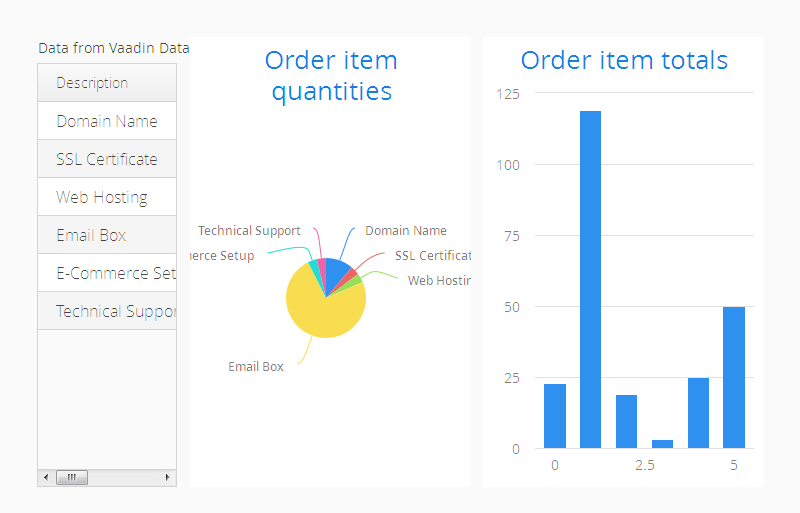 Data from Vaadin Data
Description
Domain Name
SSL Certificate
Web Hosting
Email Box
E-Commerce Set
Technical Suppor
Order item
quantities
Technical Support
Domain Name
merce Setup
SSL Certificat
Web Hostin
Email Box
Order item totals
125
100
75
50
25
0
0
2.5
5